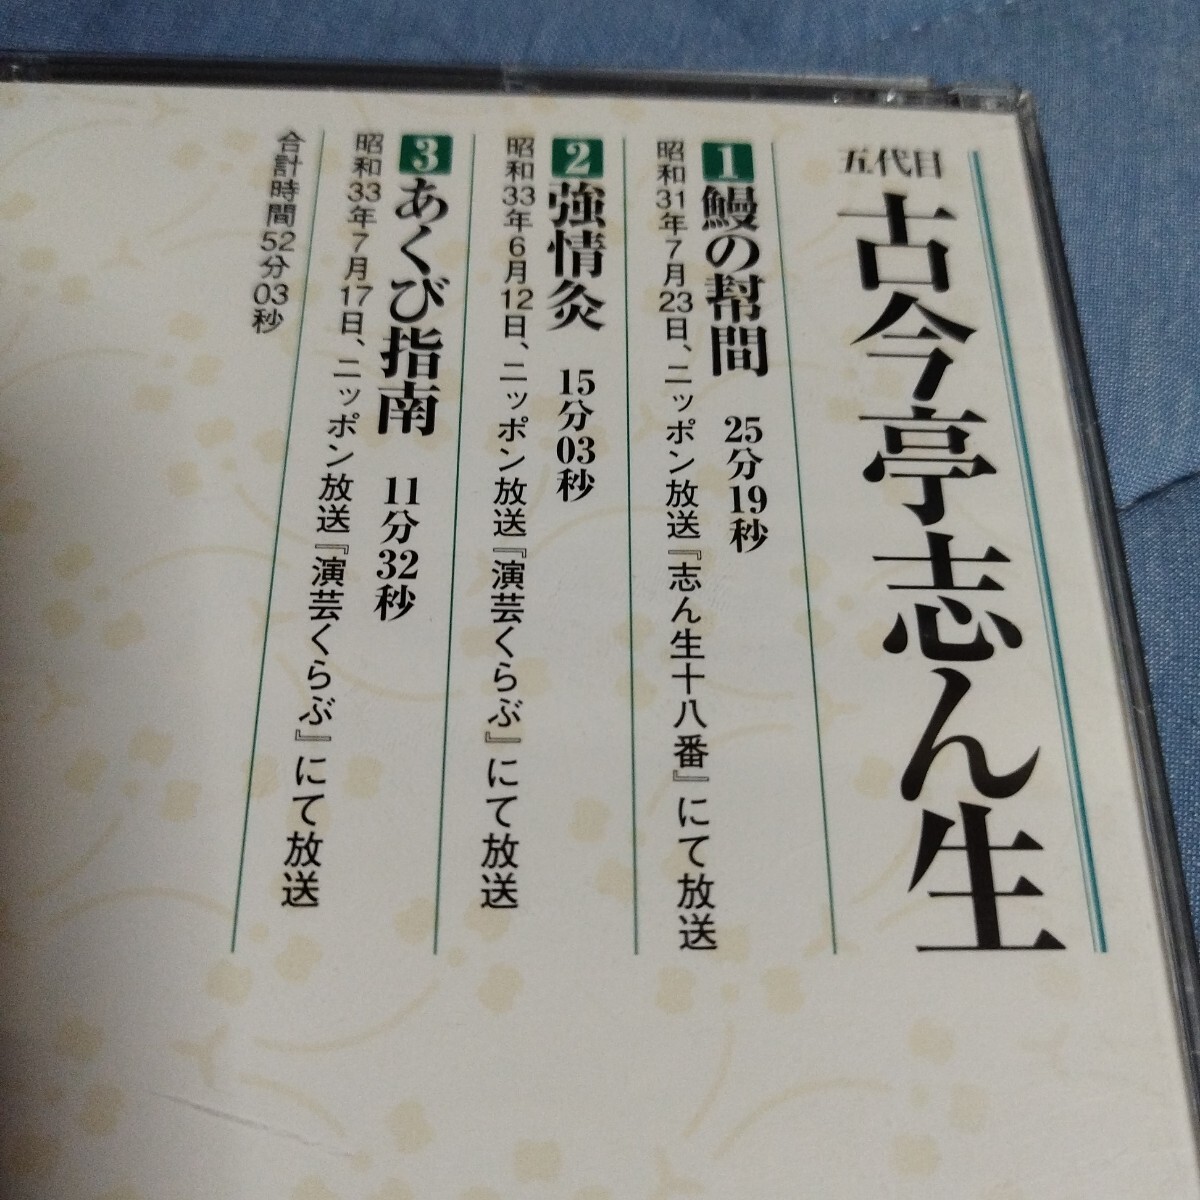 五代目
古今亭志ん生
1 鰻の幇間 25分19秒
昭和31年7月23日、ニッポン放送『志ん生十八番』にて放送
2 強情灸 15分03秒
昭和33年6月12日、ニッポン放送『演芸くらぶ』にて放送
3 あくび指南 11分32秒
昭和33年7月17日、ニッポン放送『演芸くらぶ』にて放送
合計時間52分03秒